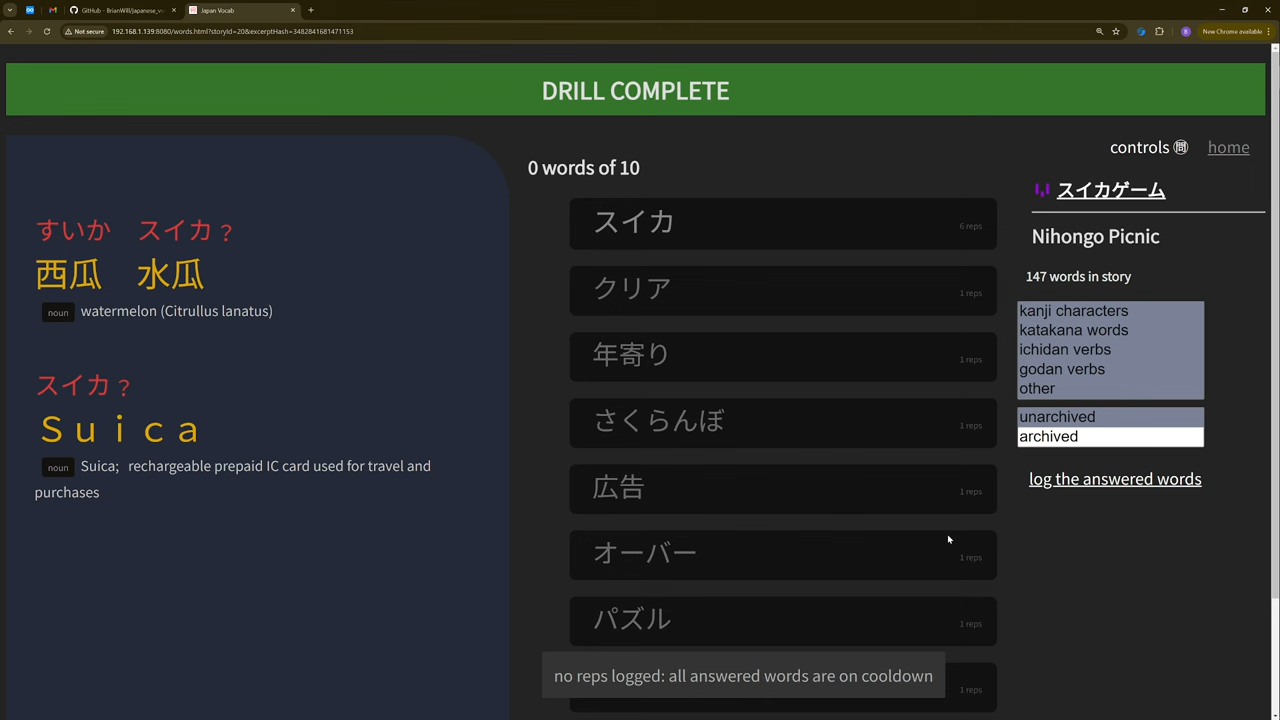 GitHub - BrianWill/japanese_vo
Japan Vocab
Not secure
192.168.1.139:8080/words.html?storyId=20&excerptHash=3482841681471153
New Chrome available
DRILL COMPLETE
すいか スイカ？
西瓜 水瓜
noun watermelon (Citrullus lanatus)
スイカ？
Ｓｕｉｃａ
noun Suica; rechargeable prepaid IC card used for travel and
purchases
0 words of 10
スイカ 6 reps
クリア 1 reps
年寄り 1 reps
さくらんぼ 1 reps
広告 1 reps
オーバー 1 reps
パズル 1 reps
1 reps
no reps logged: all answered words are on cooldown
controls 問 home
スイカゲーム
Nihongo Picnic
147 words in story
kanji characters
katakana words
ichidan verbs
godan verbs
other
unarchived
archived
log the answered words